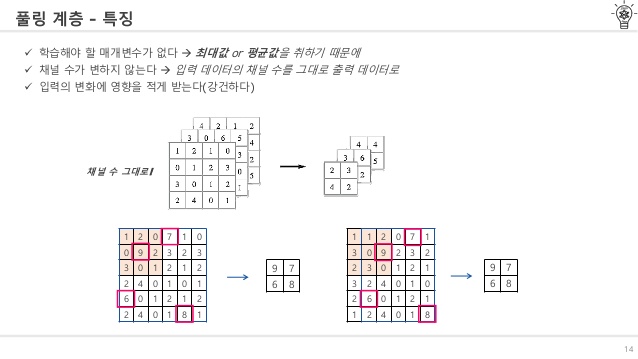 풀링 계층 - 특징
✓ 학습해야 할 매개변수가 없다 → 최대값 or 평균값을 취하기 때문에
✓ 채널 수가 변하지 않는다 → 입력 데이터의 채널 수를 그대로 출력 데이터로
✓ 입력의 변화에 영향을 적게 받는다(강건하다)
채널 수 그대로!
4 2 1 2
3 0 6 5 4
1 2 1 0 3 2
0 1 2 3 0 5
3 0 1 2 1
2 4 0 1
4 4
3 6 5
2 3
4 2
1 2 0 7 1 0
0 9 2 3 2 3
3 0 1 2 1 2
2 4 0 1 0 1
6 0 1 2 1 2
2 4 0 1 8 1
9 7
6 8
1 1 2 0 7 1
3 0 9 2 3 2
2 3 0 1 2 1
3 2 4 0 1 0
2 6 0 1 2 1
1 2 4 0 1 8
9 7
6 8
14